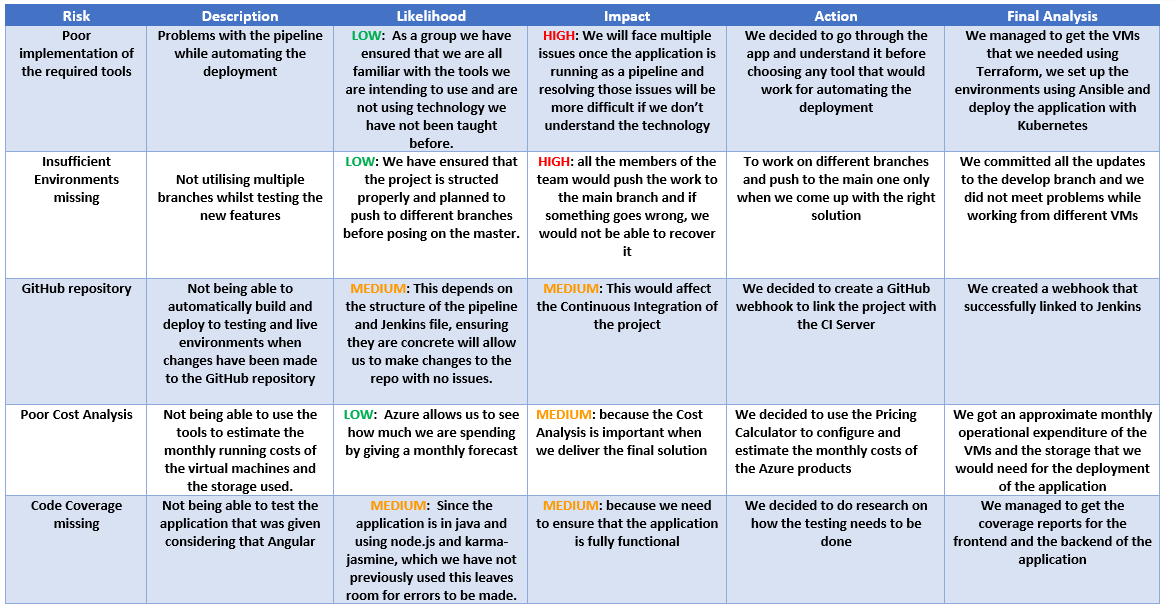 Risk
Description
Likelihood
Impact
Action
Final Analysis
Poor
implementation of
the required tools
Problems with the pipeline
while automating the
deployment
LOW:  As a group we have
ensured that we are all
familiar with the tools we
are intending to use and are
not using technology we
have not been taught
before.
HIGH: We will face multiple
issues once the application is
running as a pipeline and
resolving those issues will be
more difficult if we don't
understand the technology
We decided to go through the
app and understand it before
choosing any tool that would
work for automating the
deployment
We managed to get the VMs
that we needed using
Terraform, we set up the
environments using Ansible and
deploy the application with
Kubernetes
Insufficient
Environments
missing
Not utilising multiple
branches whilst testing the
new features
LOW: We have ensured that
the project is structed
properly and planned to
push to different branches
before posing on the master.
HIGH: all the members of the
team would push the work to
the main branch and if
something goes wrong, we
would not be able to recover
it
To work on different branches
and push to the main one only
when we come up with the right
solution
We committed all the updates
to the develop branch and we
did not meet problems while
working from different VMs
GitHub repository
Not being able to
automatically build and
deploy to testing and live
environments when
changes have been made
to the GitHub repository
MEDIUM: This depends on
the structure of the pipeline
and Jenkins file, ensuring
they are concrete will allow
us to make changes to the
repo with no issues.
MEDIUM: This would affect
the Continuous Integration of
the project
We decided to create a GitHub
webhook to link the project with
the CI Server
We created a webhook that
successfully linked to Jenkins
Poor Cost Analysis
Not being able to use the
tools to estimate the
monthly running costs of
the virtual machines and
the storage used.
LOW:  Azure allows us to see
how much we are spending
by giving a monthly forecast
MEDIUM: because the Cost
Analysis is important when
we deliver the final solution
We decided to use the Pricing
Calculator to configure and
estimate the monthly costs of
the Azure products
We got an approximate monthly
operational expenditure of the
VMs and the storage that we
would need for the deployment
of the application
Code Coverage
missing
Not being able to test the
application that was given
considering that Angular
MEDIUM:  Since the
application is in java and
using node.js and karma-
jasmine, which we have not
previously used this leaves
room for errors to be made.
MEDIUM: because we need
to ensure that the application
is fully functional
We decided to do research on
how the testing needs to be
done
We managed to get the
coverage reports for the
frontend and the backend of the
application